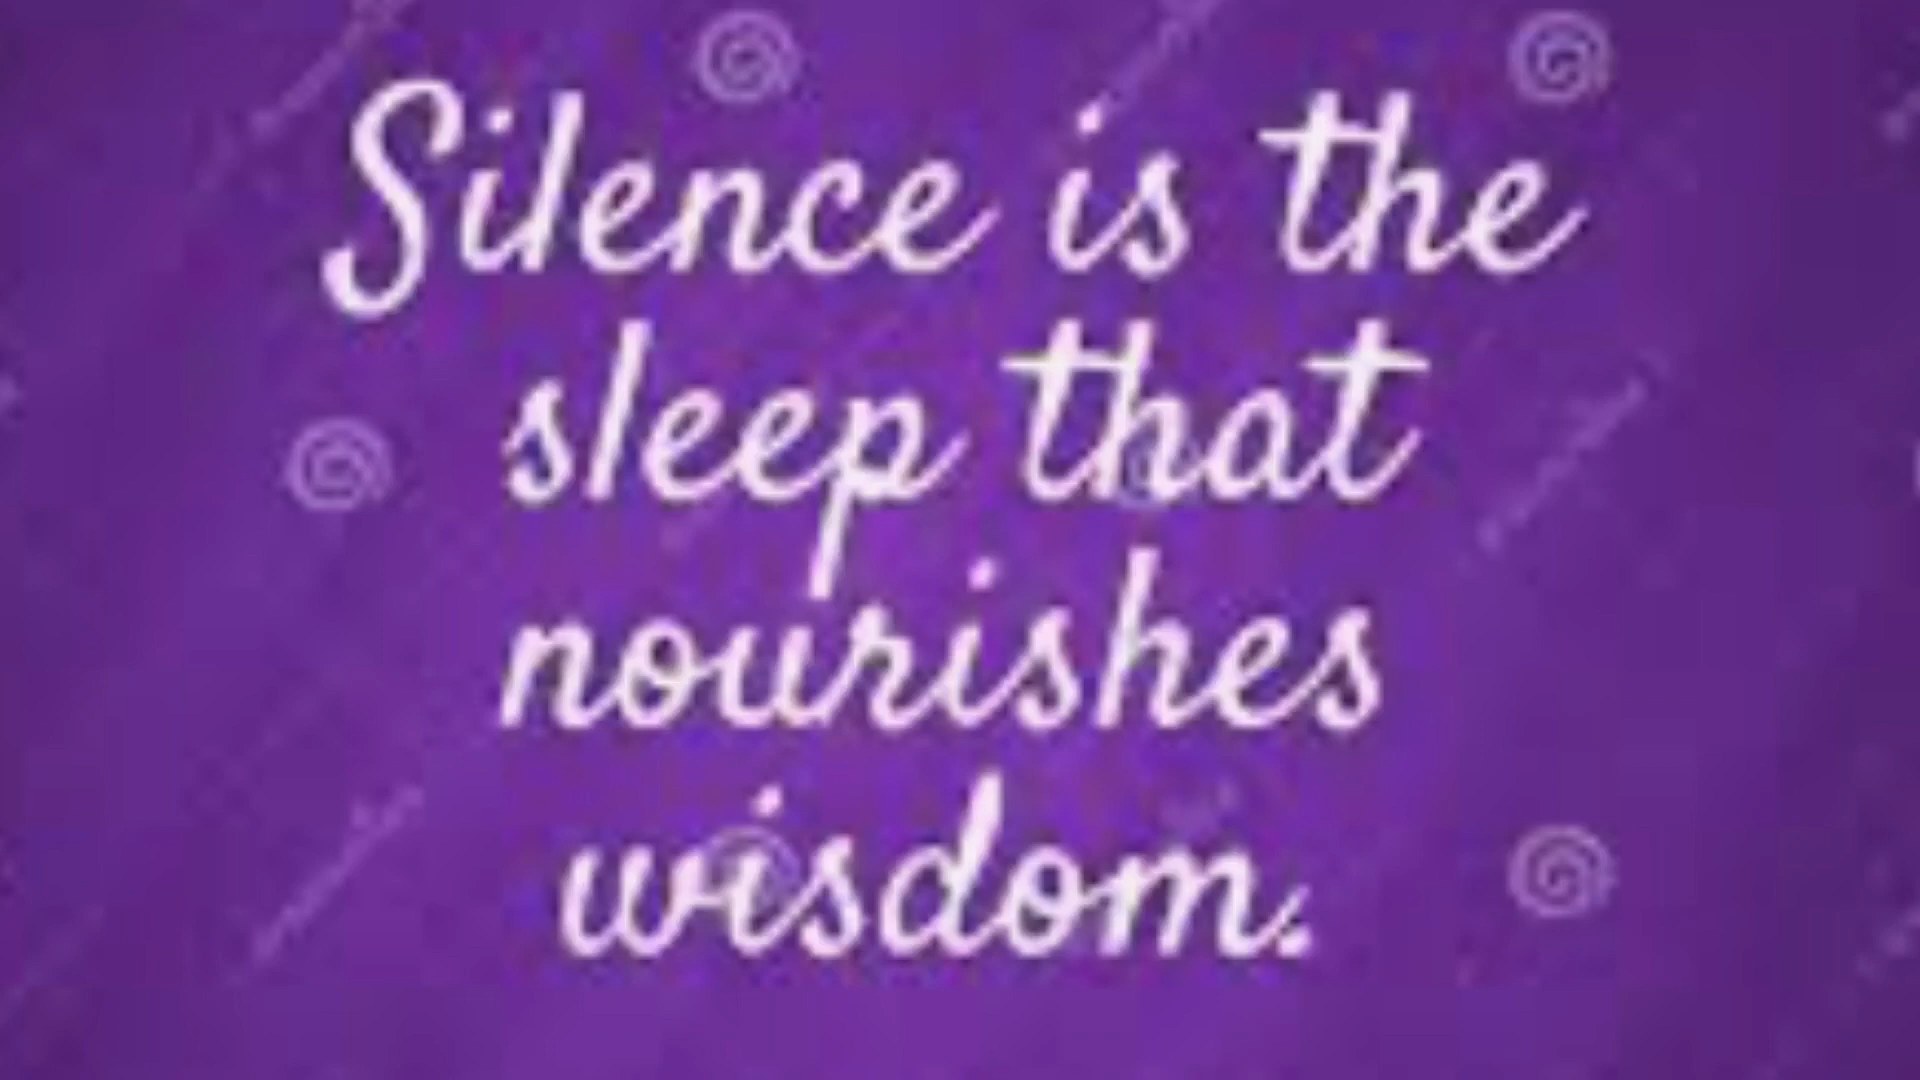 Silence is the
sleep that
nourishes
wisdom.